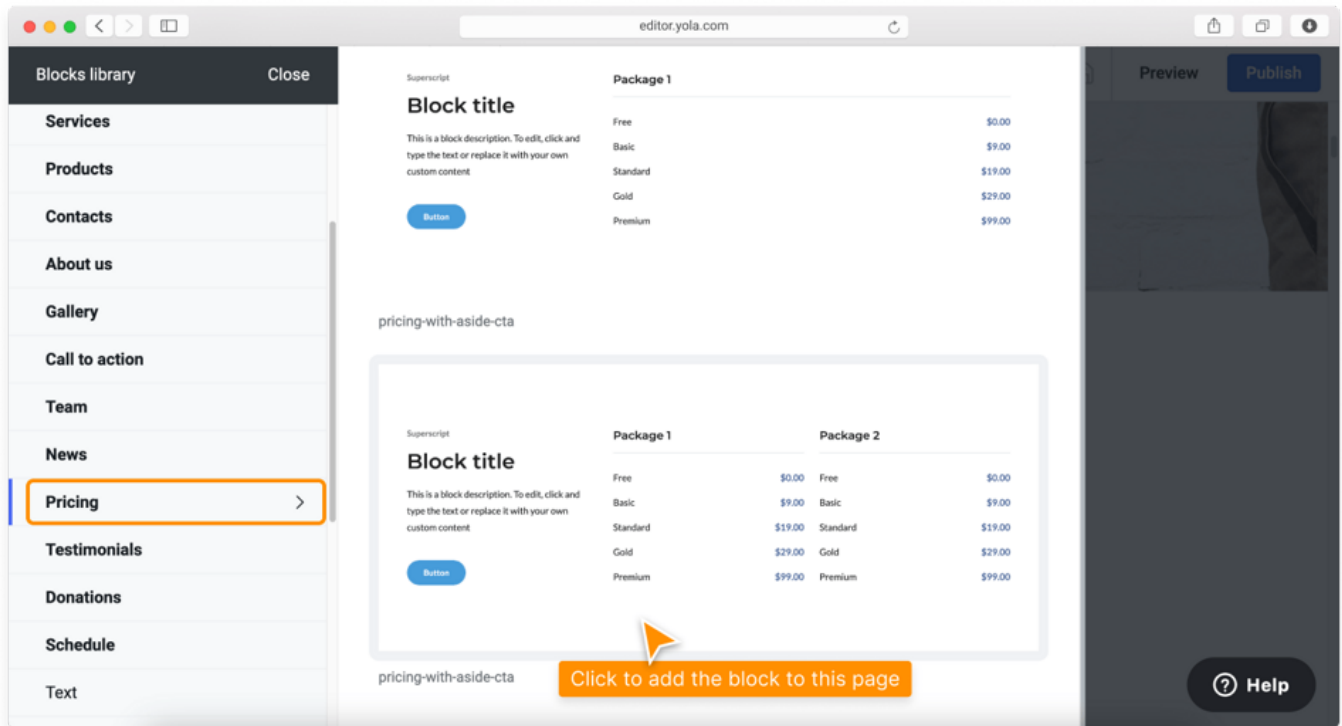 editor.yola.com
Blocks library
Close
Services
Products
Contacts
About us
Gallery
Call to action
Team
News
Pricing
Testimonials
Donations
Schedule
Text
Superscript
Block title
This is a block description. To edit, click and
type the text or replace it with your own
custom content
Button
Package 1
Free $0.00
Basic $9.00
Standard $19.00
Gold $29.00
Premium $99.00
pricing-with-aside-cta
Superscript
Block title
This is a block description. To edit, click and
type the text or replace it with your own
custom content
Button
Package 1
Free $0.00
Basic $9.00
Standard $19.00
Gold $29.00
Premium $99.00
Package 2
Free $0.00
Basic $9.00
Standard $19.00
Gold $29.00
Premium $99.00
pricing-with-aside-cta
Click to add the block to this page
Preview
Publish
? Help